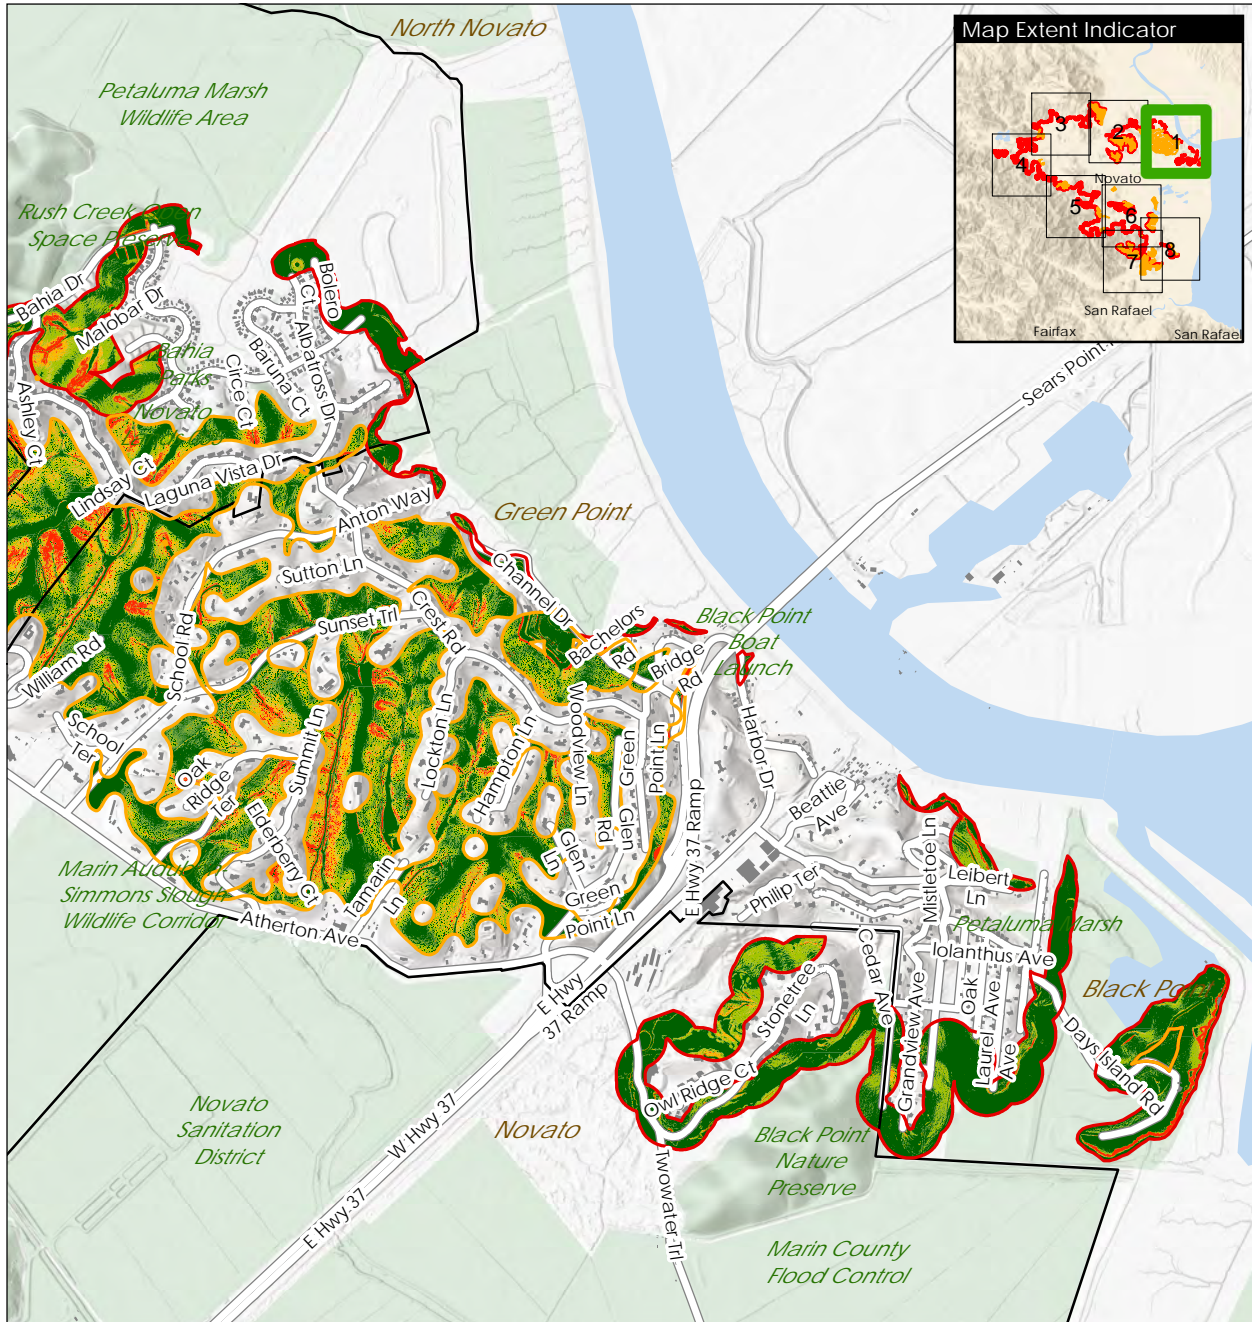 North Novato
Map Extent Indicator
3
2
1
4
Novato
5
6
7
8
San Rafael
Fairfax
San Rafael
Petaluma Marsh
Wildlife Area
Rush Creek Open
Space Preserve
Bahia Dr
Malobar Dr
Bolero
Ct
Albatross Dr
Baruna Ct
Circe Ct
Bahia
Parks
Novato
Ashley Ct
Lindsay Ct
Laguna Vista Dr
Anton Way
Green Point
Sears Point
Sutton Ln
Channel Dr
Crest Rd
Sunset Trl
Bachelors
Rd
Bridge
Rd
Black Point
Boat
Launch
William Rd
School Rd
School
Ter
Summit Ln
Lockton Ln
Hampton Ln
Woodview Ln
Green
Point Ln
Harbor Dr
Oak
Ridge
Ter
Elderberry Ct
Glen
Ln
Glen
Rd
E Hwy 37 Ramp
Beattie
Ave
Mistletoe Ln
Leibert
Ln
Marin Audubon
Simmons Slough
Wildlife Corridor
Tamarin
Ln
Green
Point Ln
Atherton Ave
Philip Ter
Petaluma Marsh
Iolanthus Ave
Cedar Ave
E Hwy
37 Ramp
Stonetree
Ln
Grandview Ave
Oak
Ave
Laurel
Ave
Black Point
Days Island Rd
Owl Ridge Ct
Novato
Sanitation
District
W Hwy 37
Novato
Black Point
Nature
Preserve
E Hwy 37
Twowater Trl
Marin County
Flood Control